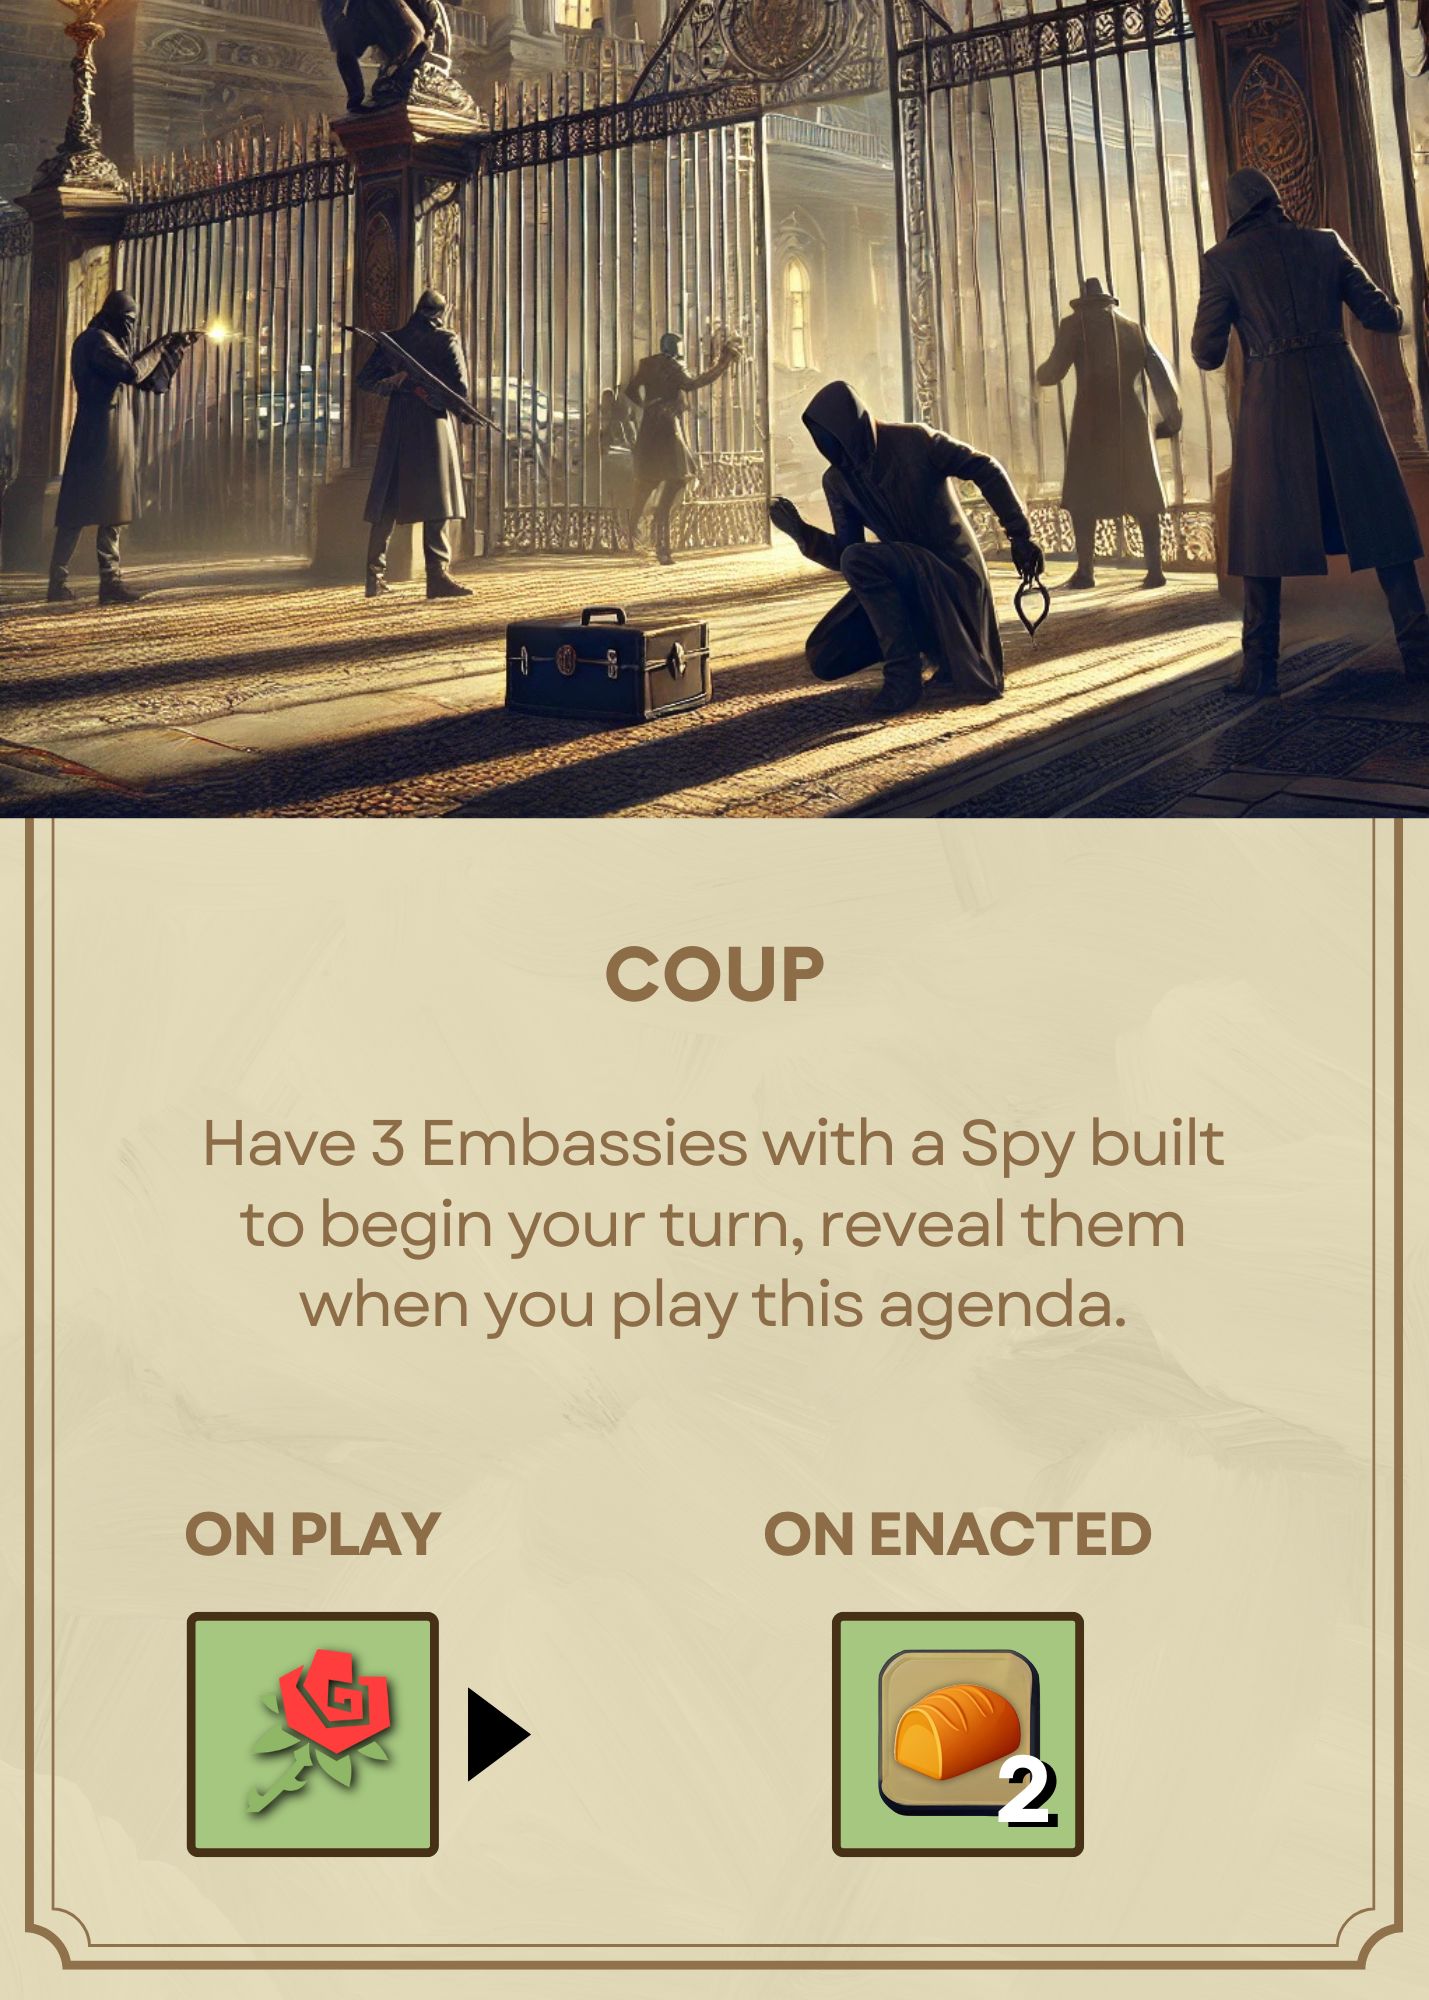 COUP
Have 3 Embassies with a Spy built
to begin your turn, reveal them
when you play this agenda.
ON PLAY
ON ENACTED
2